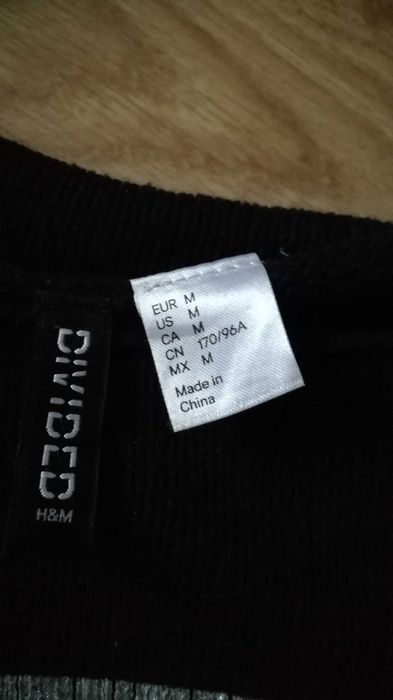 EUR M
US M
CA M
CN 170/96A
MX M
Made in
China
DIVIDED
H&M